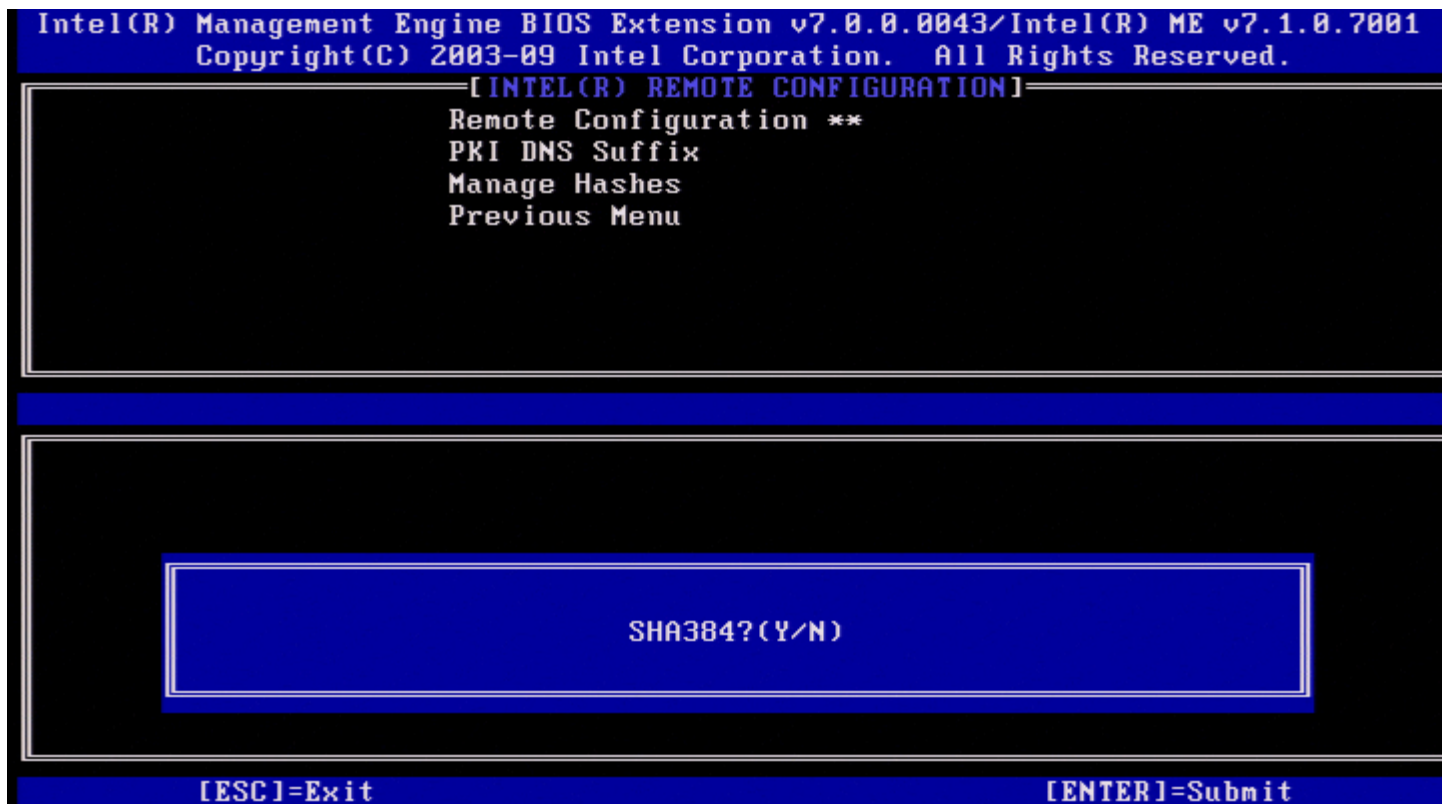 Intel(R) Management Engine BIOS Extension v7.0.0.0043/Intel(R) ME v7.1.0.7001
Copyright(C) 2003-09 Intel Corporation. All Rights Reserved.
[INTEL(R) REMOTE CONFIGURATION]
Remote Configuration **
PKI DNS Suffix
Manage Hashes
Previous Menu
SHA384?(Y/N)
[ESC]=Exit [ENTER]=Submit